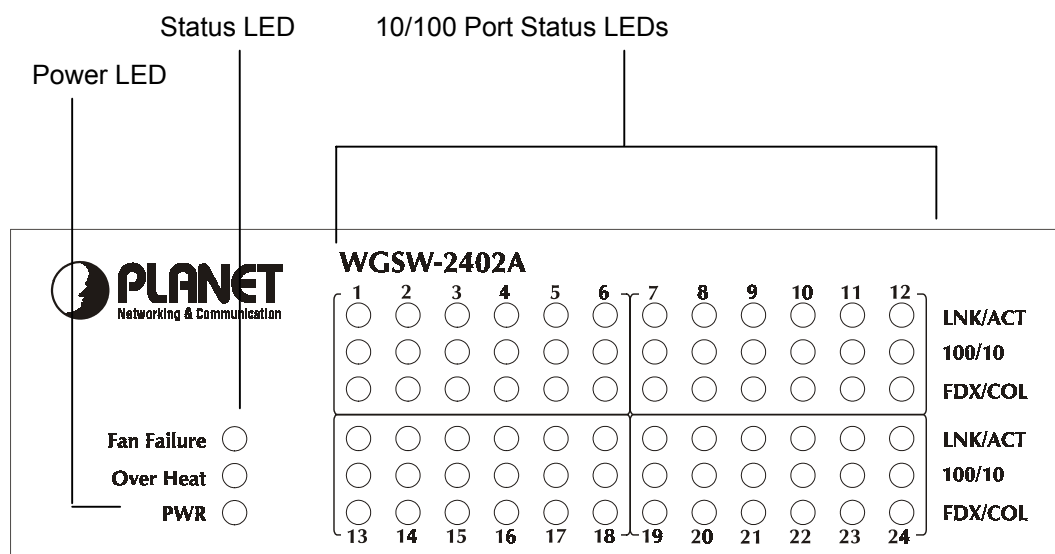 Status LED
10/100 Port Status LEDs
Power LED
PLANET
Networking & Communication
WGSW-2402A
1 2 3 4 5 6 7 8 9 10 11 12
LNK/ACT
100/10
FDX/COL
Fan Failure
LNK/ACT
Over Heat
100/10
PWR
FDX/COL
13 14 15 16 17 18 19 20 21 22 23 24